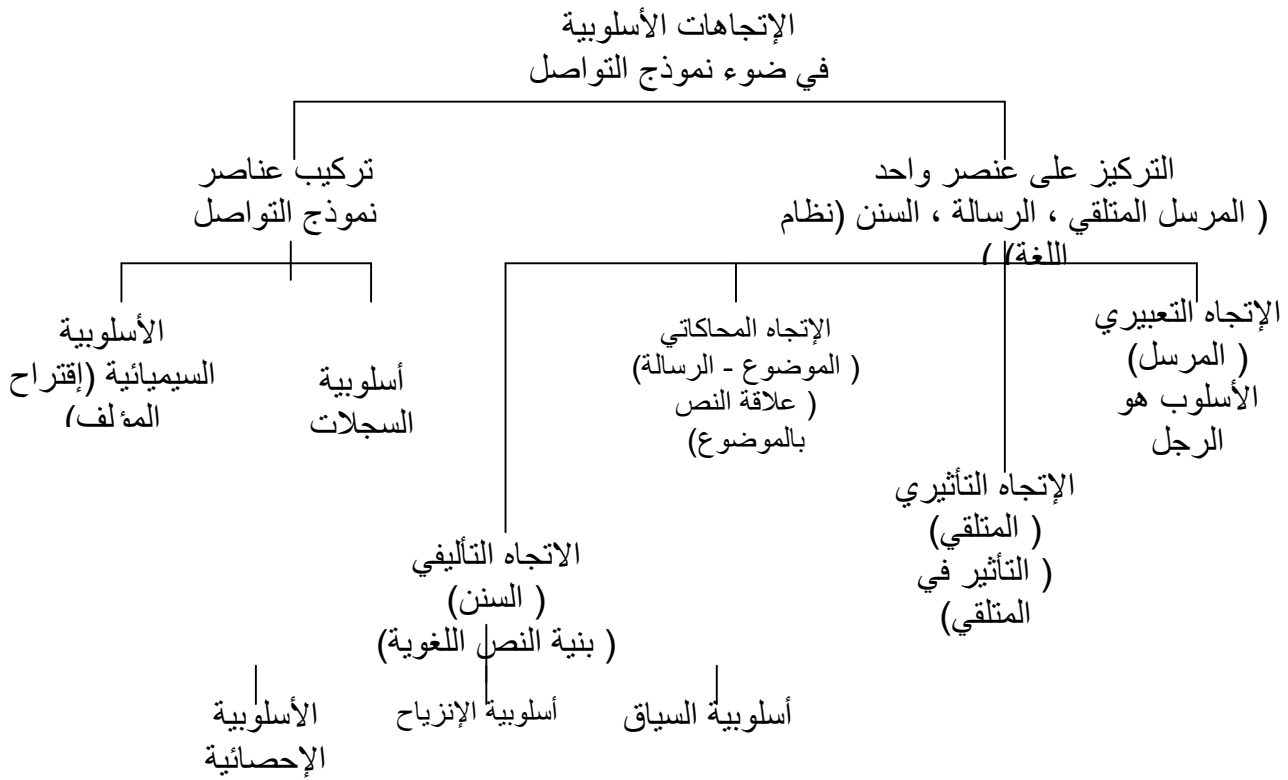 الإتجاهات الأسلوبية
في ضوء نموذج التواصل
التركيز على عنصر واحد
( المرسل المتلقي ، الرسالة ، السنن (نظام
اللغة) )
تركيب عناصر
نموذج التواصل
الإتجاه التعبيري
( المرسل)
الأسلوب هو
الرجل
الإتجاه التأثيري
( المتلقي)
( التأثير في
المتلقي)
الإتجاه المحاكاتي
( الموضوع - الرسالة)
( علاقة النص
بالموضوع)
الاتجاه التأليفي
( السنن)
( بنية النص اللغوية)
أسلوبية السياق
أسلوبية الإنزياح
الأسلوبية
الإحصائية
أسلوبية
السجلات
الأسلوبية
السيميائية (إقتراح
المؤلف)